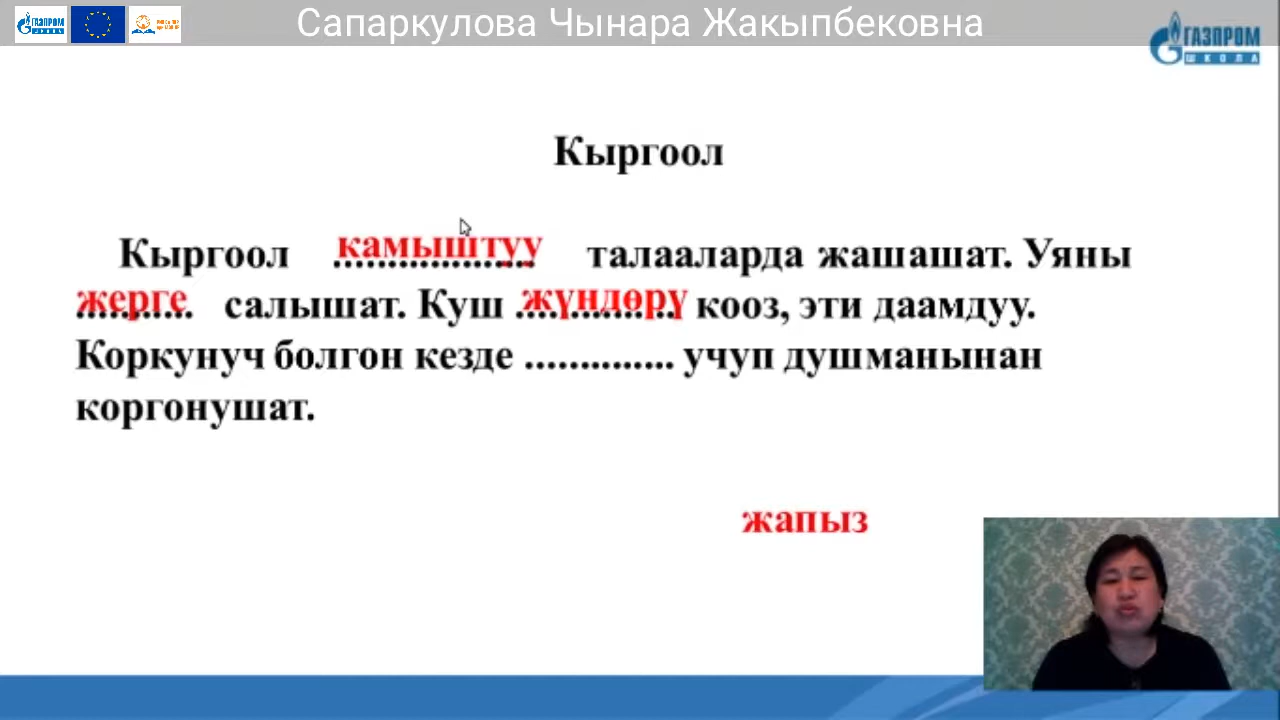 Сапаркулова Чынара Жакыпбековна
ГАЗПРОМ
ГАЗПРОМ
ШКОЛА
Кыргоол
Кыргоол камыштуу талааларда жашашат. Уяны
жерге салышат. Куш жүндөрү кооз, эти даамдуу.
Коркунуч болгон кезде .............. учуп душманынан
коргонушат.
жапыз